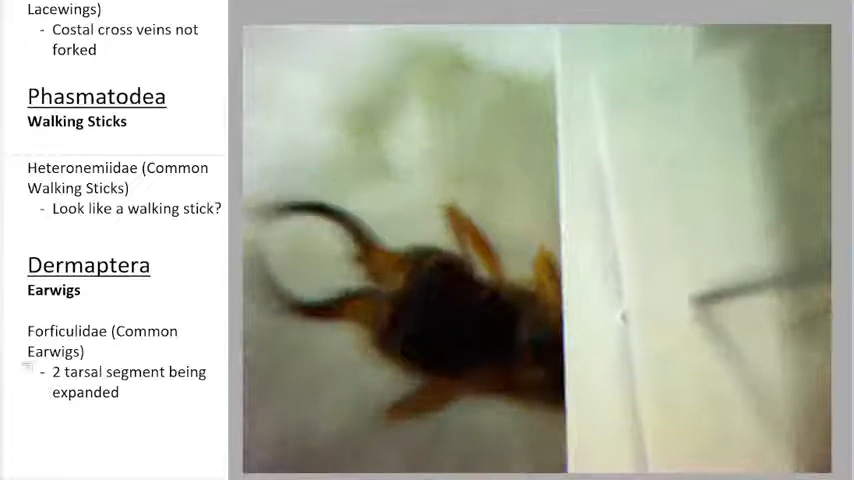 Lacewings)
- Costal cross veins not
forked
Phasmatodea
Walking Sticks
Heteronemiidae (Common
Walking Sticks)
- Look like a walking stick?
Dermaptera
Earwigs
Forficulidae (Common
Earwigs)
- 2 tarsal segment being
expanded